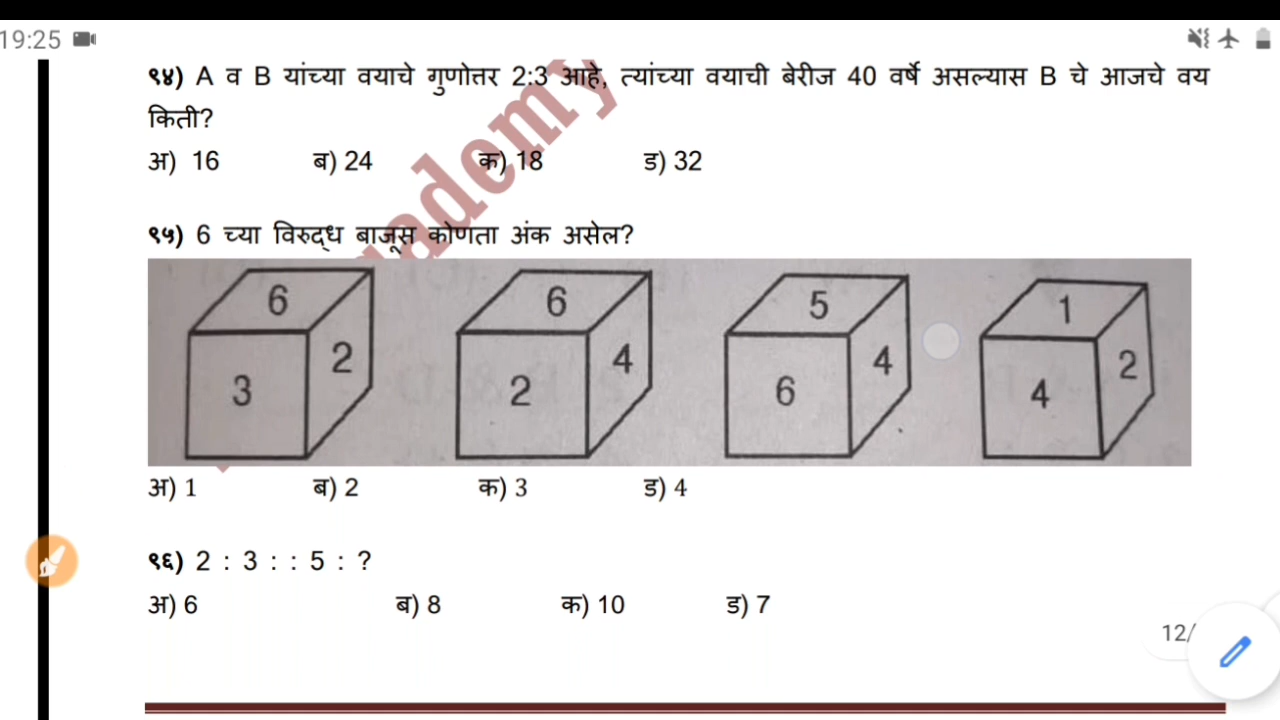 19:25
९४) A व B यांच्या वयाचे गुणोत्तर 2:3 आहे, त्यांच्या वयाची बेरीज 40 वर्षे असल्यास B चे आजचे वय
किती?
अ) 16 ब) 24 क) 18 ड) 32
९५) 6 च्या विरुद्ध बाजूस कोणता अंक असेल?
6 3 2
6 2 4
5 6 4
1 4 2
अ) 1 ब) 2 क) 3 ड) 4
९६) 2 : 3 : : 5 : ?
अ) 6 ब) 8 क) 10 ड) 7
12/